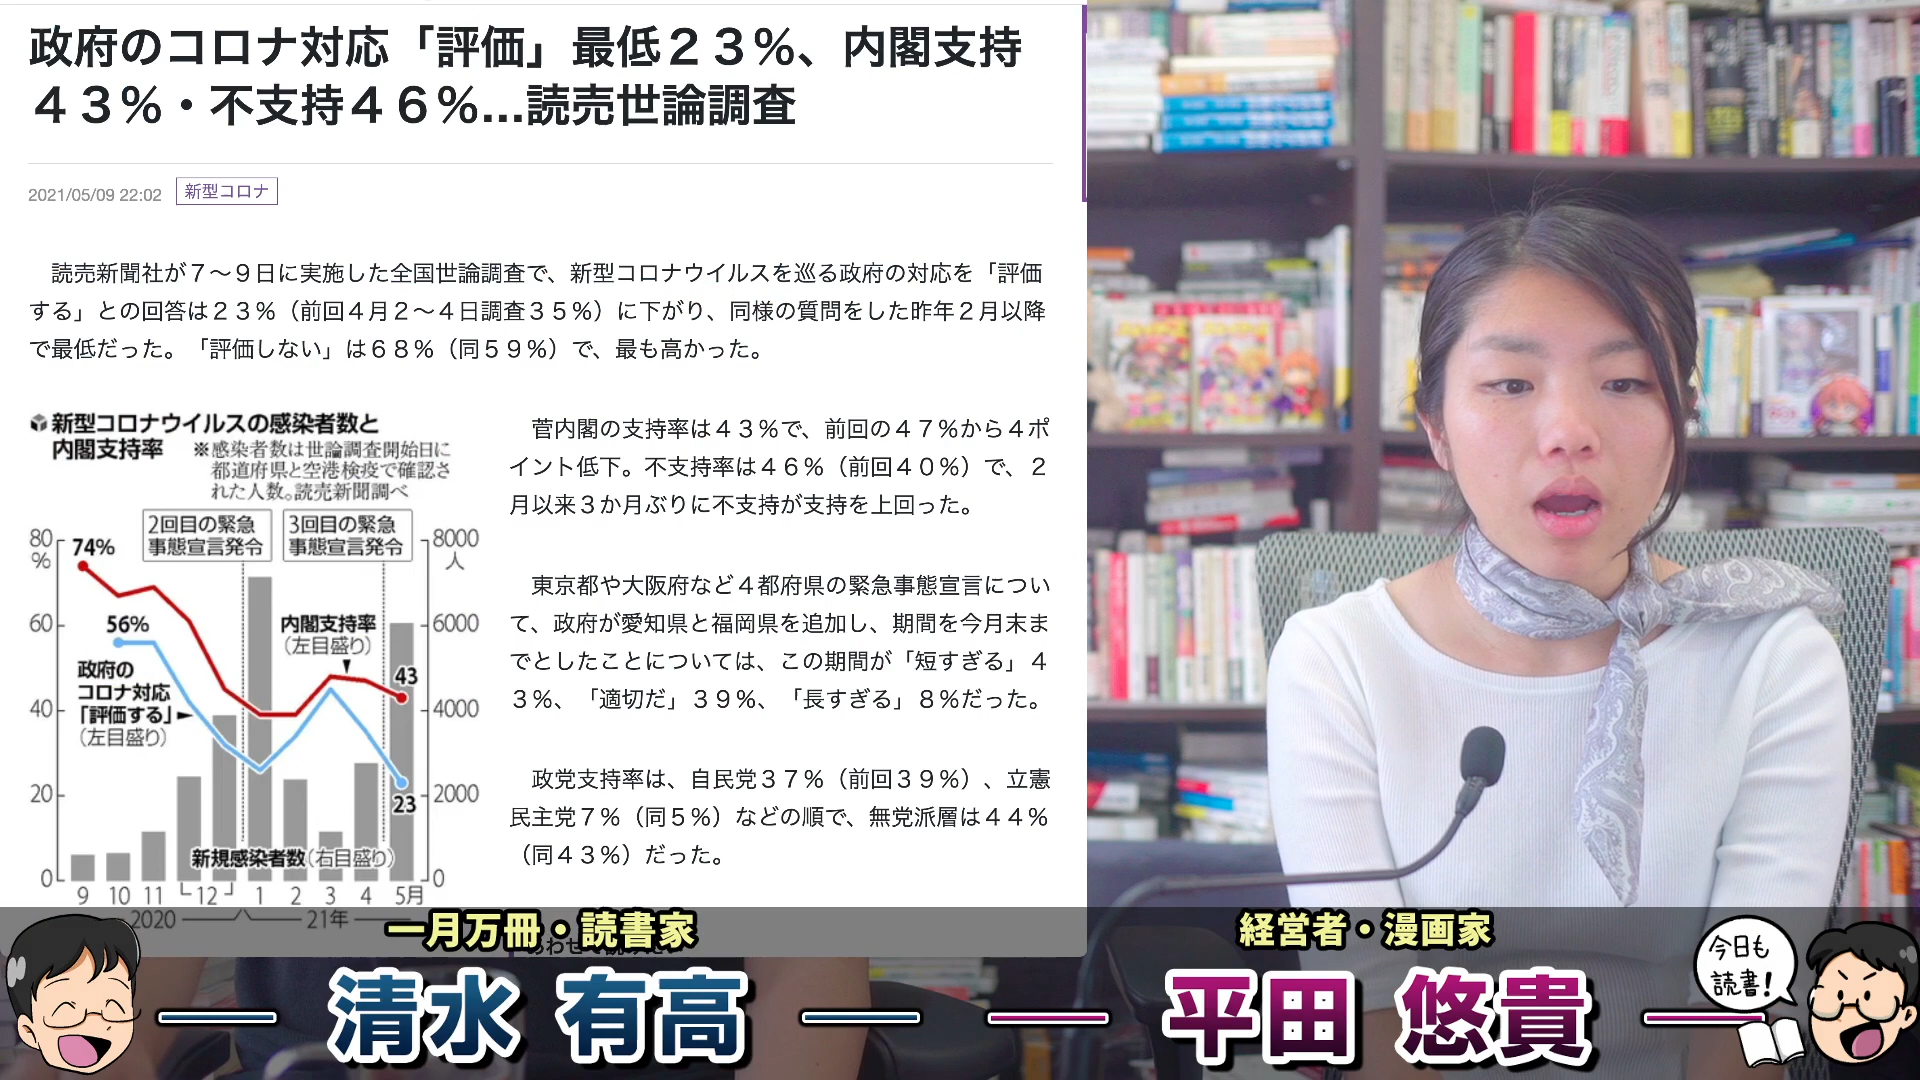 政府のコロナ対応「評価」最低２３％、内閣支持
４３％・不支持４６％…読売世論調査
2021/05/09 22:02 新型コロナ
読売新聞社が７〜９日に実施した全国世論調査で、新型コロナウイルスを巡る政府の対応を「評価
する」との回答は２３％（前回４月２〜４日調査３５％）に下がり、同様の質問をした昨年２月以降
で最低だった。「評価しない」は６８％（同５９％）で、最も高かった。
新型コロナウイルスの感染者数と
内閣支持率
※感染者数は世論調査開始日に
都道府県と空港検疫で確認さ
れた人数。読売新聞調べ
2回目の緊急
事態宣言発令
3回目の緊急
事態宣言発令
80
%
60
40
20
0
8000
人
6000
4000
2000
0
74%
56%
内閣支持率
（左目盛り）
43
政府の
コロナ対応
「評価する」
（左目盛り）
23
新規感染者数（右目盛り）
9 10 11 12 1 2 3 4 5月
2020 21年
菅内閣の支持率は４３％で、前回の４７％から４ポ
イント低下。不支持率は４６％（前回４０％）で、２
月以来３か月ぶりに不支持が支持を上回った。
東京都や大阪府など４都府県の緊急事態宣言につい
て、政府が愛知県と福岡県を追加し、期間を今月末ま
でとしたことについては、この期間が「短すぎる」４
３％、「適切だ」３９％、「長すぎる」８％だった。
政党支持率は、自民党３７％（前回３９％）、立憲
民主党７％（同５％）などの順で、無党派層は４４％
（同４３％）だった。
一月万冊・読書家
清水 有高
経営者・漫画家
平田 悠貴
今日も
読書！